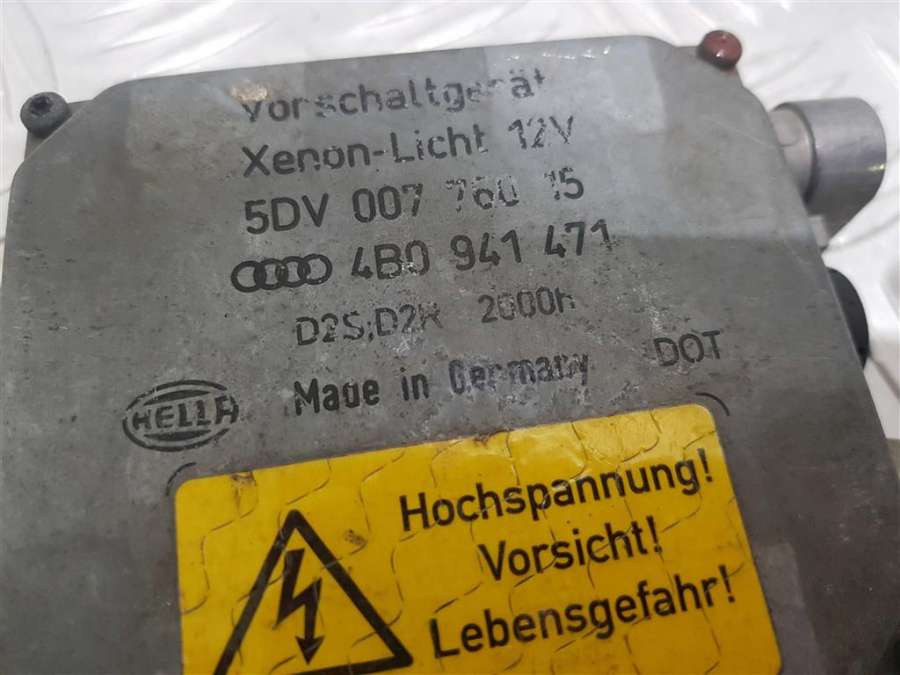 Vorschaltgerät
Xenon-Licht 12V
5DV 007 760 15
4B0 941 471
D2S;D2R 2000h
Made in Germany DOT
HELLA
Hochspannung!
Vorsicht!
Lebensgefahr!